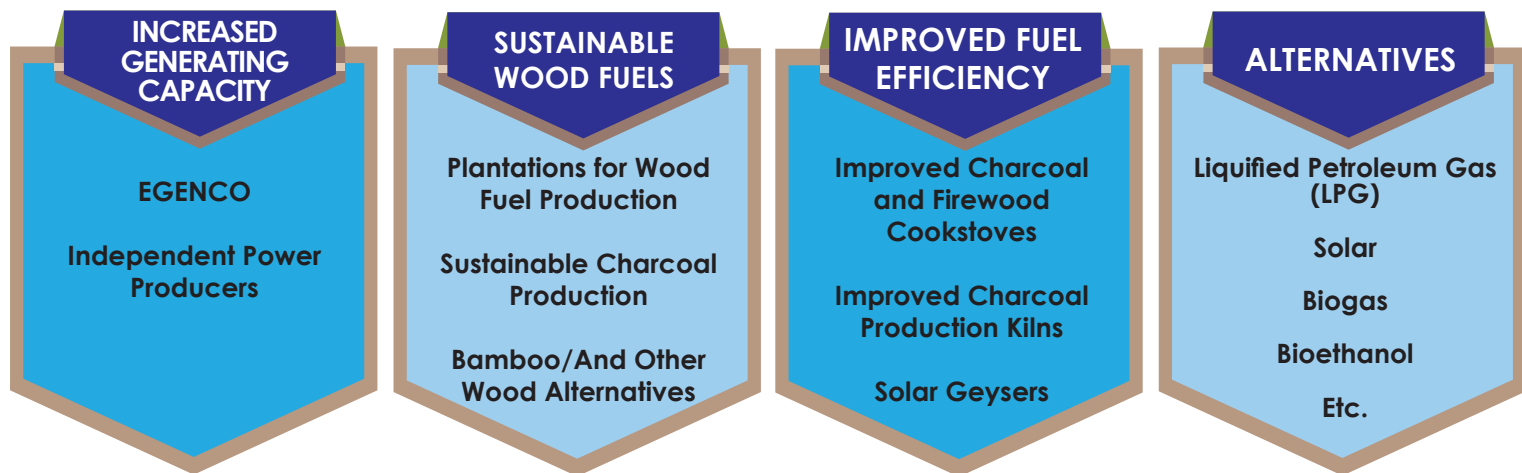 INCREASED
GENERATING
CAPACITY
EGENCO
Independent Power
Producers
SUSTAINABLE
WOOD FUELS
Plantations for Wood
Fuel Production
Sustainable Charcoal
Production
Bamboo/And Other
Wood Alternatives
IMPROVED FUEL
EFFICIENCY
Improved Charcoal
and Firewood
Cookstoves
Improved Charcoal
Production Kilns
Solar Geysers
ALTERNATIVES
Liquified Petroleum Gas
(LPG)
Solar
Biogas
Bioethanol
Etc.